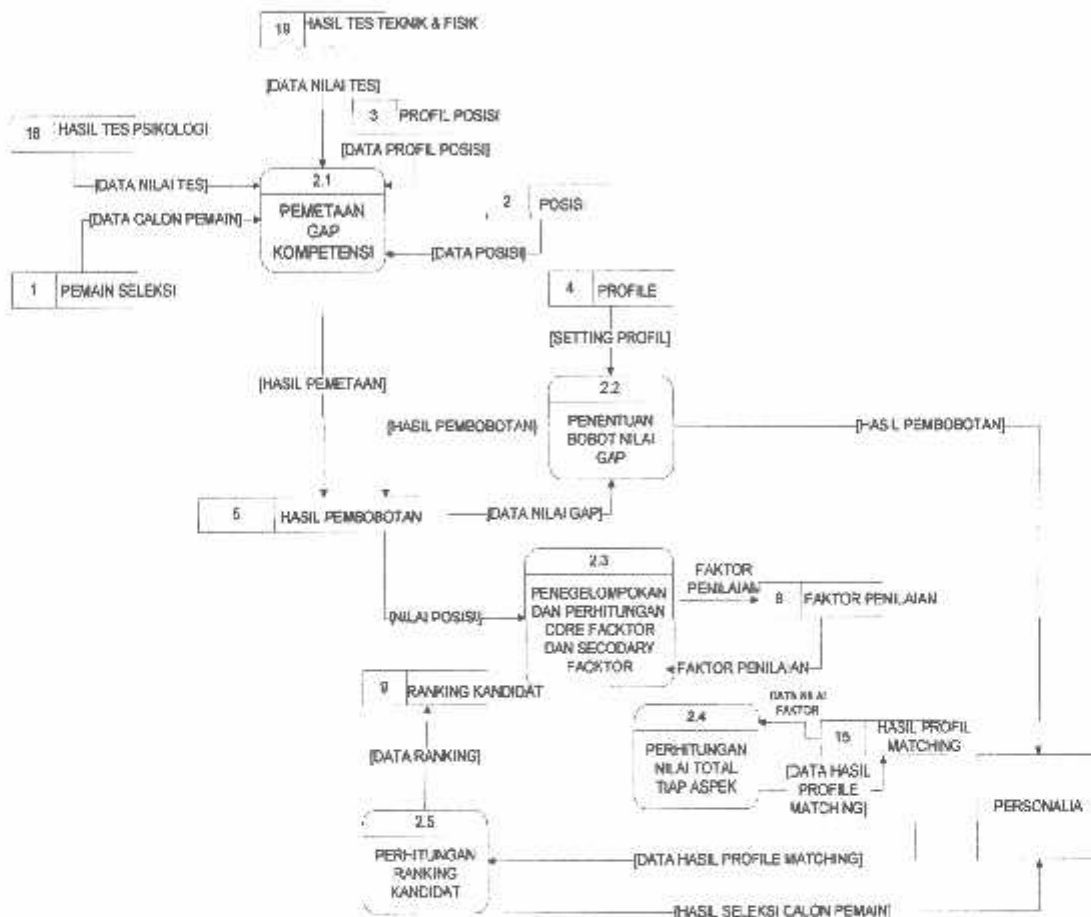 19
HASIL TES TEKNIK & FISIK
[DATA NILAI TES]
3
PROFIL POSISI
18
HASIL TES PSIKOLOGI
[DATA PROFIL POSISI]
[DATA NILAI TES]
2.1
PEMETAAN
GAP
KOMPETENSI
[DATA CALON PEMAIN]
2
POSIS
[DATA POSISI]
1
PEMAIN SELEKSI
4
PROFILE
[SETTING PROFIL]
[HASIL PEMETAAN]
2.2
PENENTUAN
BOBOT NILAI
GAP
[HASIL PEMBOBOTAN]
[HASIL PEMBOBOTAN]
5
HASIL PEMBOBOTAN
[DATA NILAI GAP]
2.3
PENEGELOMPOKAN
DAN PERHITUNGAN
CORE FACKTOR
DAN SECODARY
FACKTOR
FAKTOR
PENILAIAN
8
FAKTOR PENILAIAN
[NILAI POSISI]
FAKTOR PENILAIAN
9
RANKING KANDIDAT
DATA NILAI
FAKTOR
2.4
PERHITUNGAN
NILAI TOTAL
TIAP ASPEK
15
HASIL PROFIL
MATCHING
[DATA RANKING]
[DATA HASIL
PROFILE
MATCHING]
PERSONALIA
2.5
PERHITUNGAN
RANKING
KANDIDAT
[DATA HASIL PROFILE MATCHING]
[HASIL SELEKSI CALON PEMAIN]